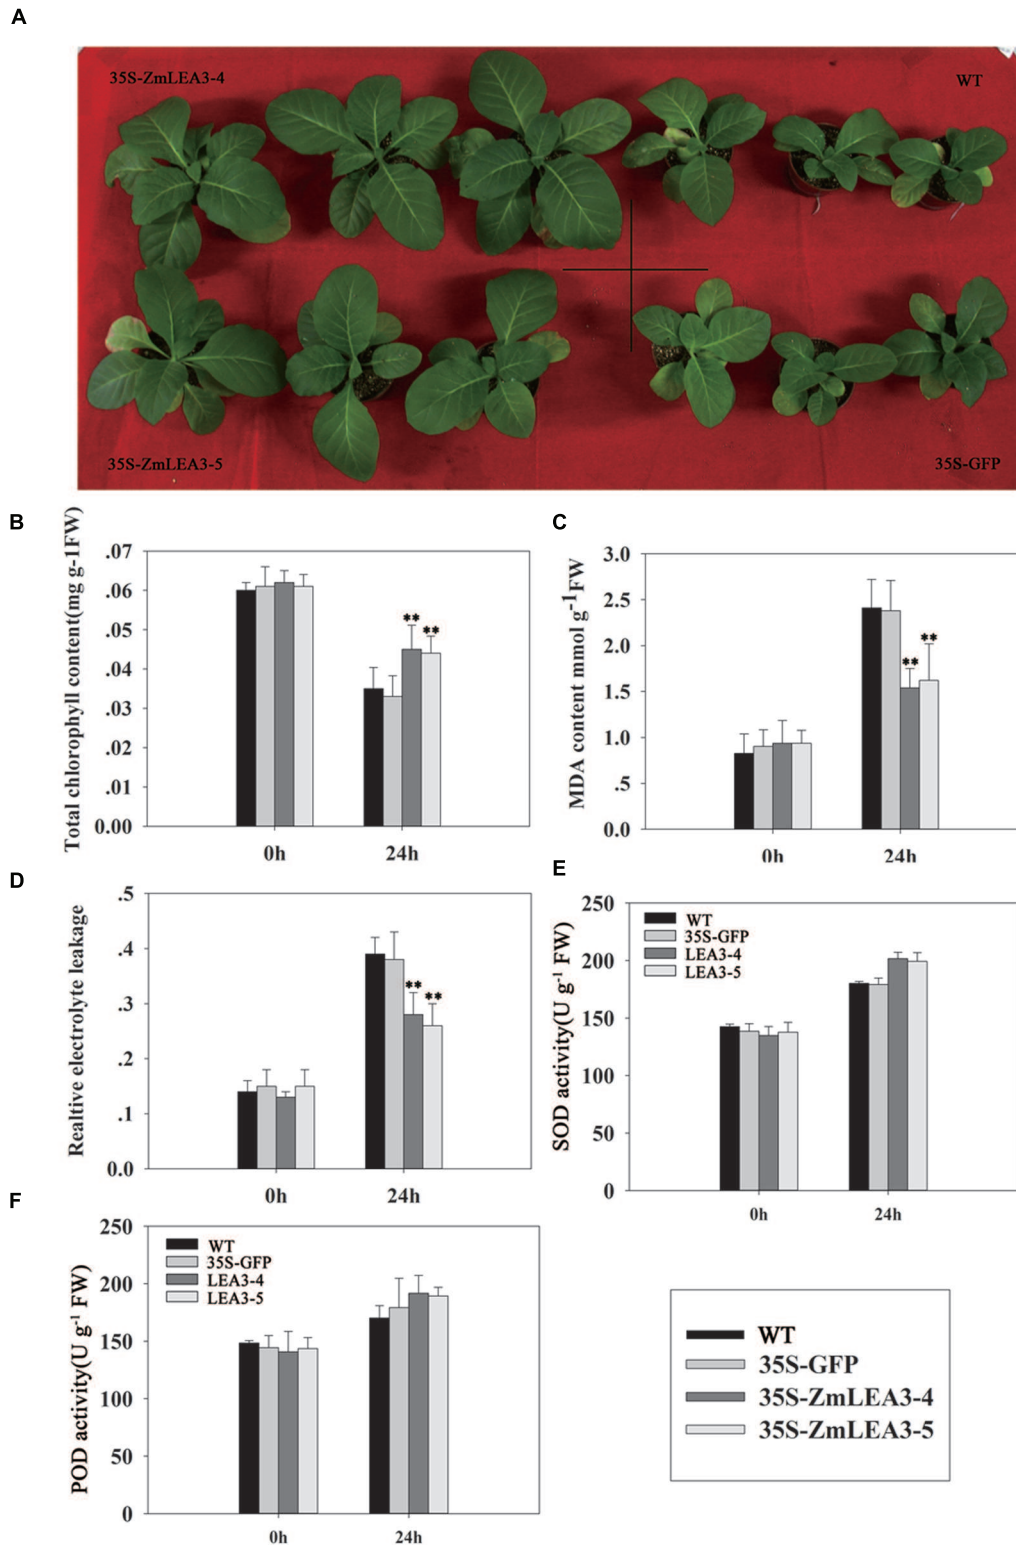 A
35S-ZmLEA3-4
WT
35S-ZmLEA3-5
35S-GFP
B
Total chlorophyll content(mg g-1FW)
.07
.06
.05
.04
.03
.02
.01
0.00
**
**
0h
24h
C
MDA content mmol g-1FW
3.0
2.5
2.0
1.5
1.0
.5
0.0
**
**
0h
24h
D
Realtive electrolyte leakage
.5
.4
.3
.2
.1
0.0
**
**
0h
24h
E
SOD activity(U g-1 FW)
250
200
150
100
50
0
WT
35S-GFP
LEA3-4
LEA3-5
0h
24h
F
POD activity(U g-1 FW)
250
200
150
100
50
0
WT
35S-GFP
LEA3-4
LEA3-5
0h
24h
WT
35S-GFP
35S-ZmLEA3-4
35S-ZmLEA3-5